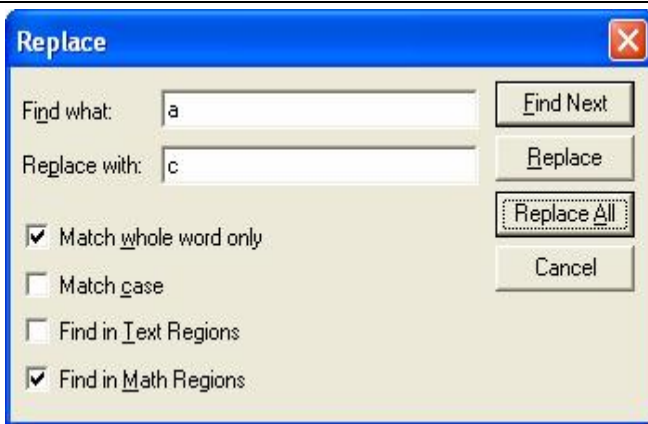 Replace
Find what: a
Find Next
Replace with: c
Replace
Replace All
Match whole word only
Cancel
Match case
Find in Text Regions
Find in Math Regions